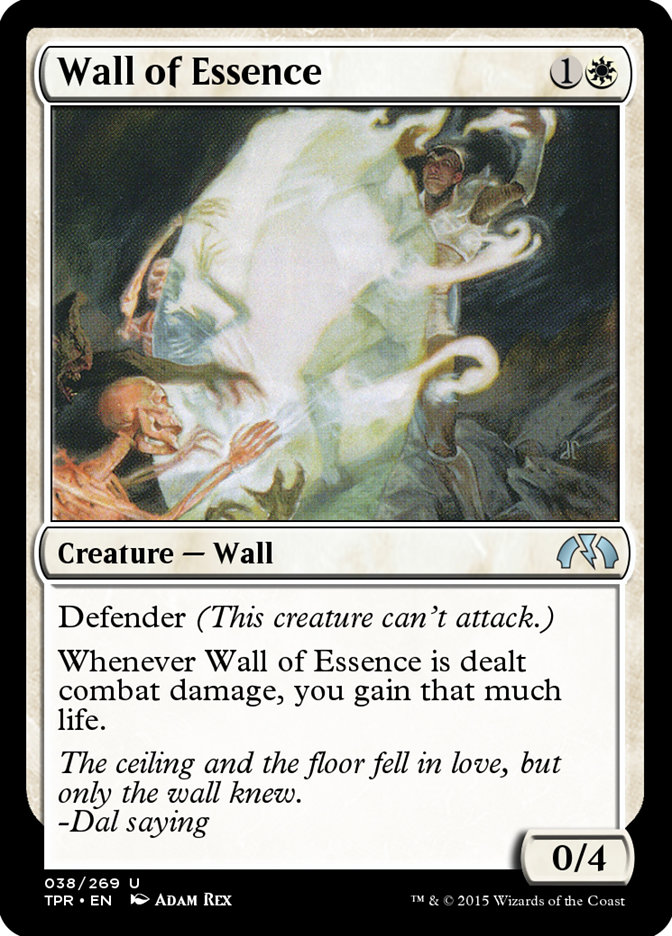 Wall of Essence 1
Creature — Wall
Defender (This creature can't attack.)
Whenever Wall of Essence is dealt
combat damage, you gain that much
life.
The ceiling and the floor fell in love, but
only the wall knew.
-Dal saying
0/4
038/269 U
TPR • EN Adam Rex ™ & © 2015 Wizards of the Coast